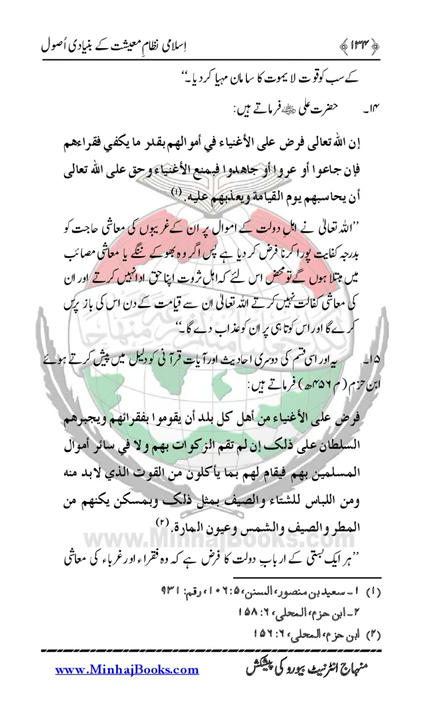 ﴿۱۳۴﴾ اِسلامی نظامِ معیشت کے بنیادی اُصول
کے سب کو قوت لا یموت کا سامان مہیا کر دیا۔‘‘
۱۴۔ حضرت علی رضی اللہ عنہ فرماتے ہیں:
إن الله تعالى فرض على الأغنياء في أموالهم بقدر ما يكفي فقراءهم
فإن جاعوا أو عروا أو جاهدوا فبمنع الأغنياء وحق على الله تعالى
أن يحاسبهم يوم القيامة ويعذبهم عليه.(۱)
’’اللہ تعالیٰ نے اہلِ دولت کے اموال پر ان کے غریبوں کی معاشی حاجت کو
بدرجہ کفایت پورا کرنا فرض کر دیا ہے پس اگر وہ بھوکے ننگے یا معاشی مصائب
میں مبتلا ہوں گے تو محض اس لئے کہ اہل ثروت اپنا حق ادا نہیں کرتے اور ان
کی معاشی کفالت نہیں کرتے اللہ تعالیٰ ان سے قیامت کے دن اس کی باز پرس
کرے گا اور اس کوتاہی پر ان کو عذاب دے گا۔‘‘
۱۵۔ یہ اور اسی قسم کی دوسری احادیث اور آیات قرآنی کو دلیل میں پیش کرتے ہوئے
ابن حزم (م ۴۵۶ھ) فرماتے ہیں:
فرض على الأغنياء من أهل كل بلد أن يقوموا بفقرائهم ويجبرهم
السلطان على ذلك إن لم تقم الزكوات بهم ولا في سائر أموال
المسلمين بهم فيقام لهم بما يأكلون من القوت الذي لابد منه
ومن اللباس للشتاء والصيف بمثل ذلك وبمسكن يكنهم من
المطر والصيف والشمس وعيون المارة.(۲)
www.MinhajBooks.com
’’ہر ایک بستی کے ارباب دولت کا فرض ہے کہ وہ فقراء اور غرباء کی معاشی
(۱) ۱۔ سعید بن منصور، السنن، ۵: ۱۰۶، رقم: ۹۳۱
۲۔ ابن حزم، المحلی، ۶: ۱۵۸
(۲) ابن حزم، المحلی، ۶: ۱۵۶
منہاج انٹرنیٹ بیورو کی پیشکش www.MinhajBooks.com